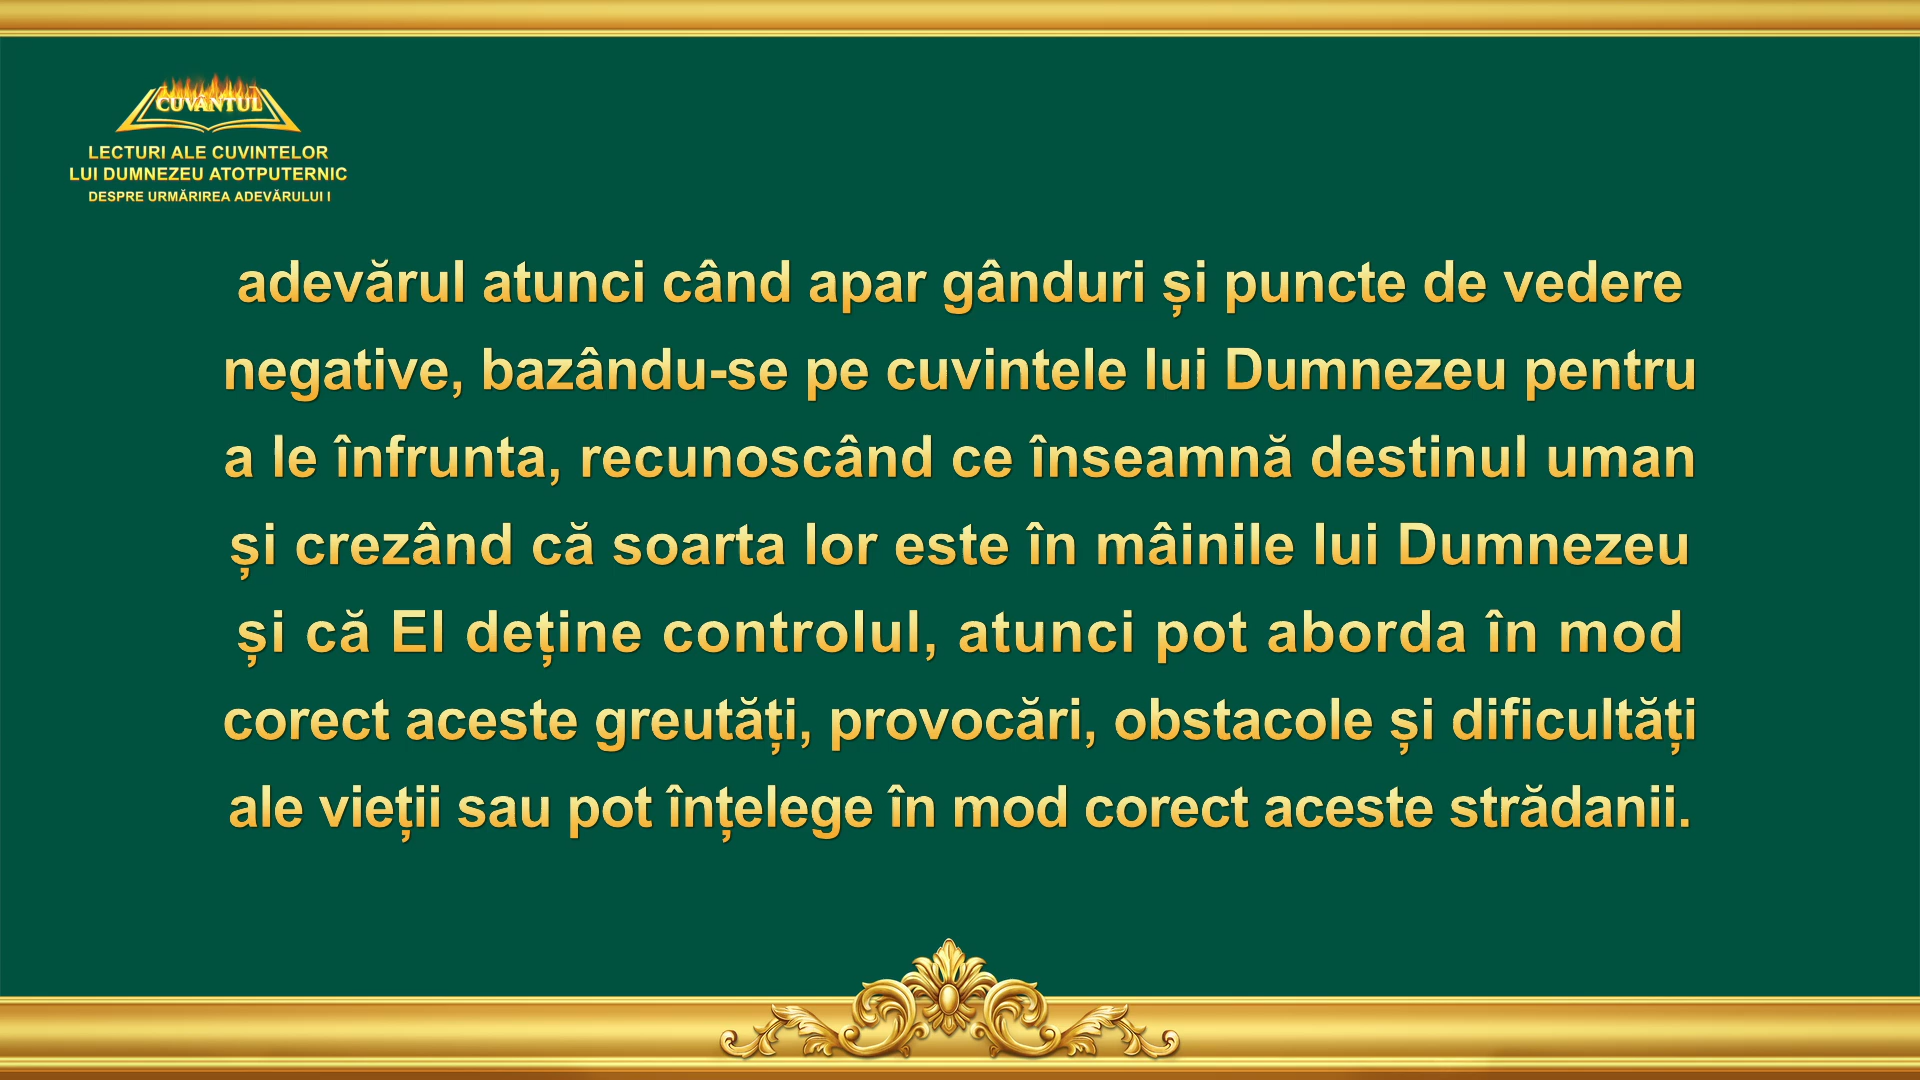 CUVÂNTUL
LECTURI ALE CUVINTELOR
LUI DUMNEZEU ATOTPUTERNIC
DESPRE URMĂRIREA ADEVĂRULUI I
adevărul atunci când apar gânduri și puncte de vedere
negative, bazându-se pe cuvintele lui Dumnezeu pentru
a le înfrunta, recunoscând ce înseamnă destinul uman
și crezând că soarta lor este în mâinile lui Dumnezeu
și că El deține controlul, atunci pot aborda în mod
corect aceste greutăți, provocări, obstacole și dificultăți
ale vieții sau pot înțelege în mod corect aceste strădanii.